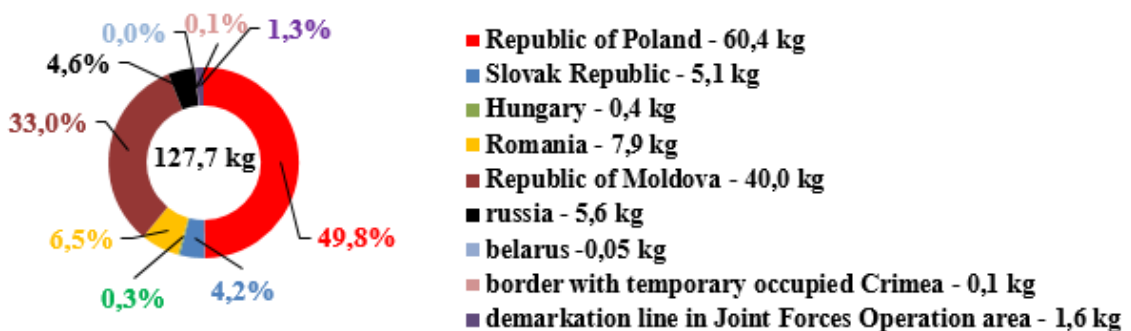 0,0%
0,1%
1,3%
4,6%
33,0%
127,7 kg
6,5%
49,8%
0,3%
4,2%
Republic of Poland - 60,4 kg
Slovak Republic - 5,1 kg
Hungary - 0,4 kg
Romania - 7,9 kg
Republic of Moldova - 40,0 kg
russia - 5,6 kg
belarus -0,05 kg
border with temporary occupied Crimea - 0,1 kg
demarkation line in Joint Forces Operation area - 1,6 kg